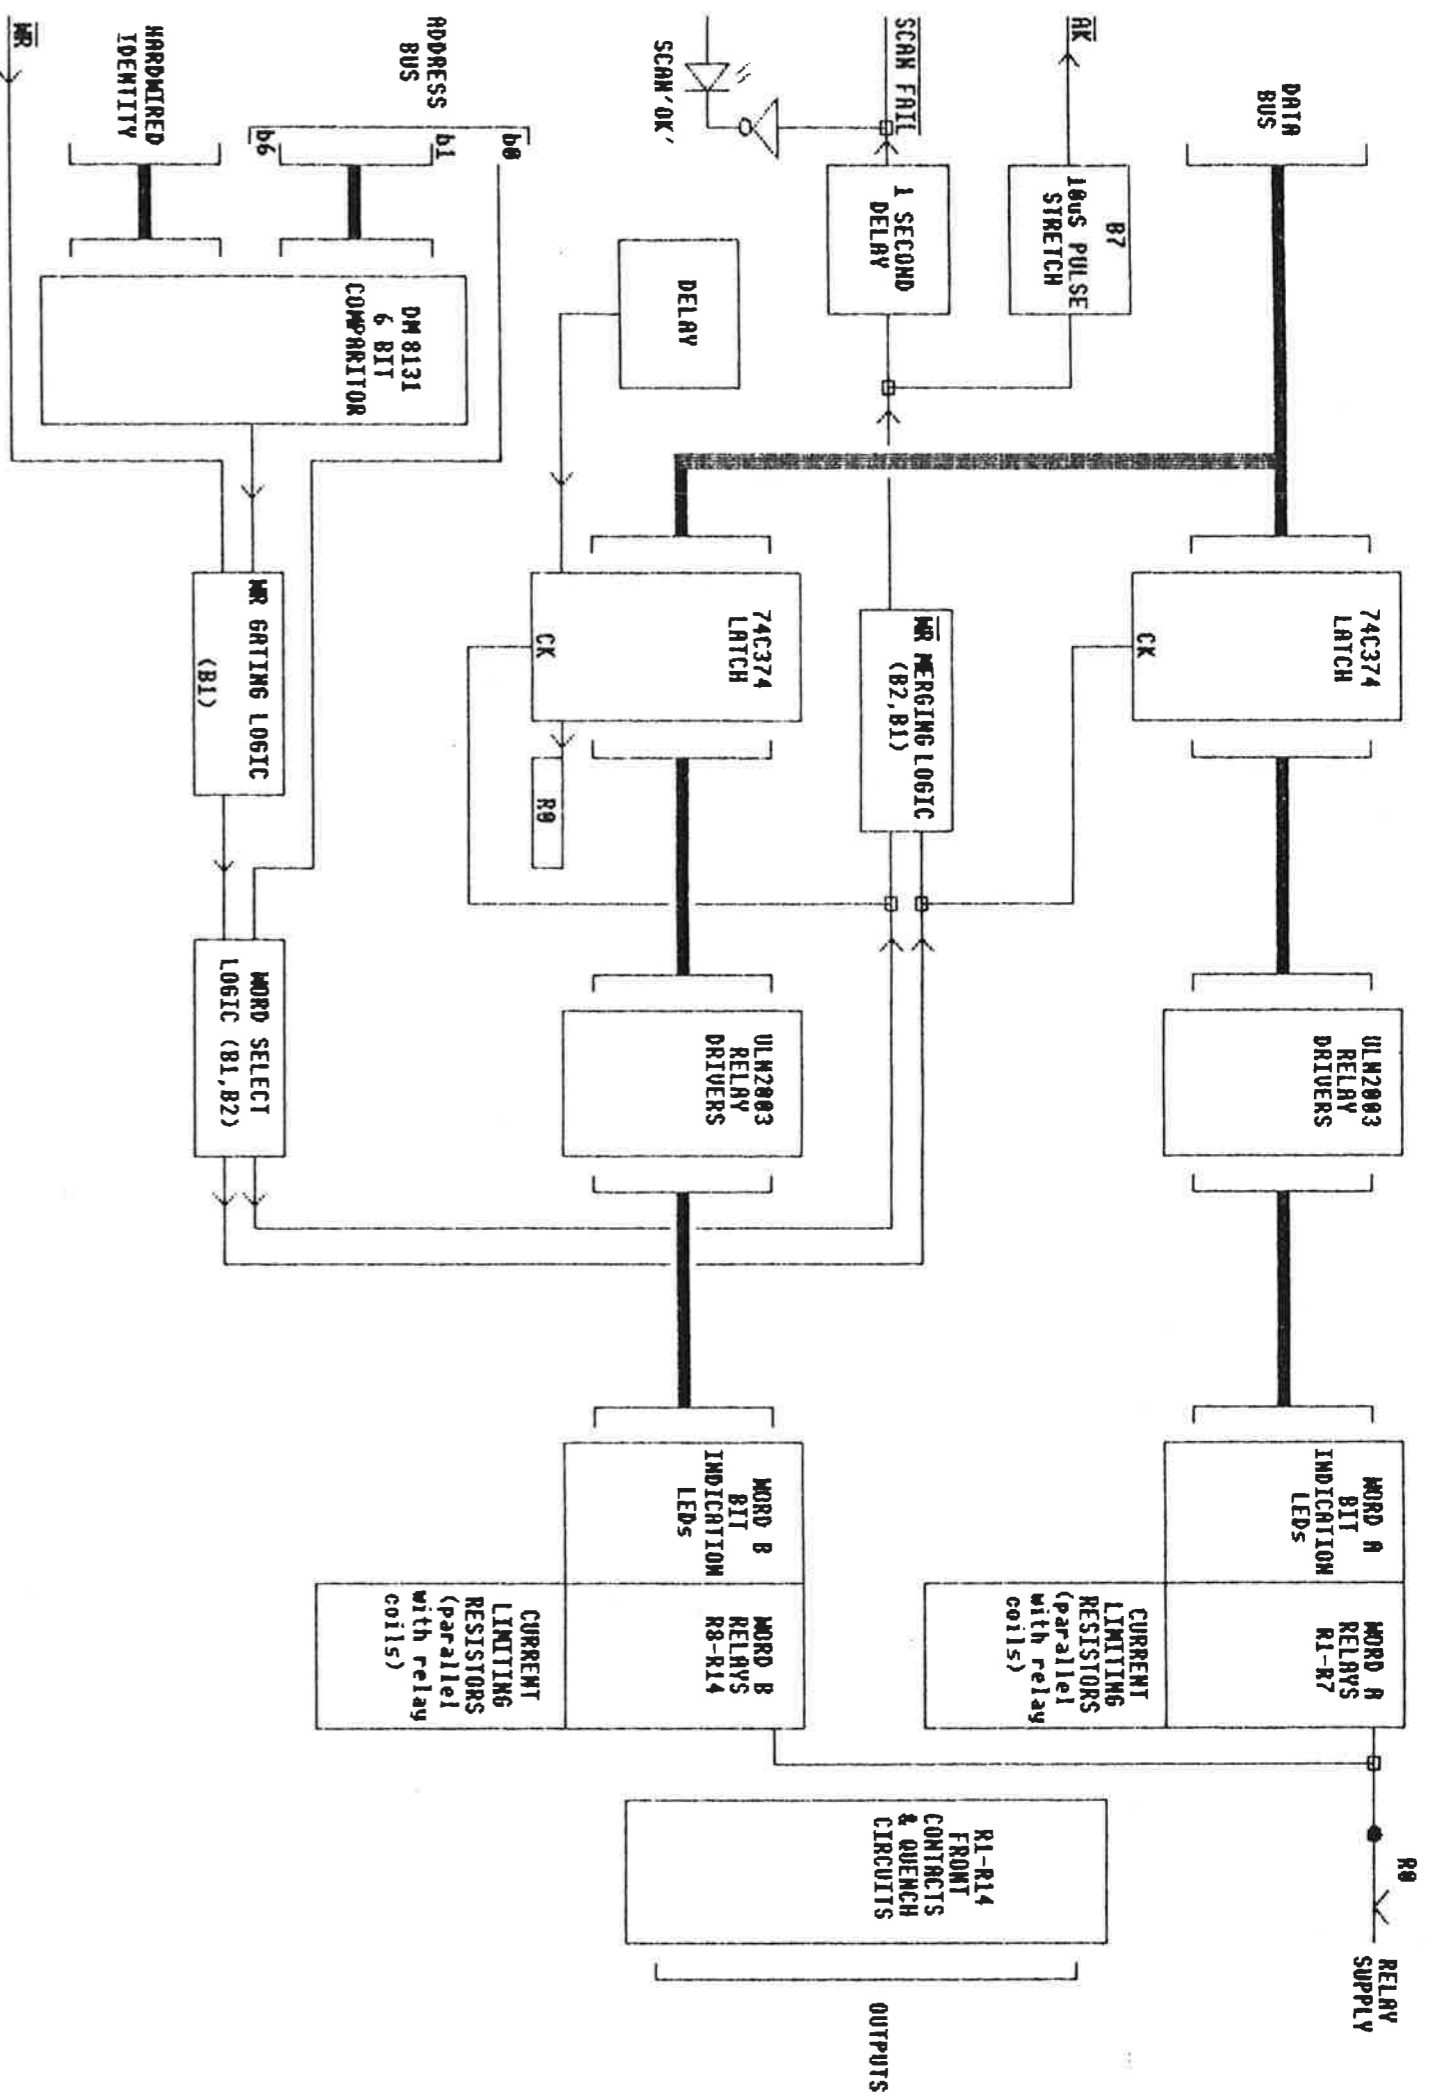 DATA
BUS
74C374
LATCH
CK
ULN2003
RELAY
DRIVERS
WORD A
BIT
INDICATION
LEDs
WORD A
RELAYS
R1-R7
CURRENT
LIMITING
RESISTORS
(parallel
with relay
coils)
R0
RELAY
SUPPLY
AK
B7
10uS PULSE
STRETCH
SCAN FAIL
1 SECOND
DELAY
WR MERGING LOGIC
(B2,B1)
SCAN'OK'
DELAY
74C374
LATCH
CK
R0
ULN2003
RELAY
DRIVERS
WORD B
BIT
INDICATION
LEDs
WORD B
RELAYS
R8-R14
CURRENT
LIMITING
RESISTORS
(parallel
with relay
coils)
R1-R14
FRONT
CONTACTS
& QUENCH
CIRCUITS
OUTPUTS
ADDRESS
BUS
b0
b1
b6
HARDWIRED
IDENTITY
DM8131
6 BIT
COMPARITOR
WR GATING LOGIC
(B1)
WORD SELECT
LOGIC (B1,B2)
WR